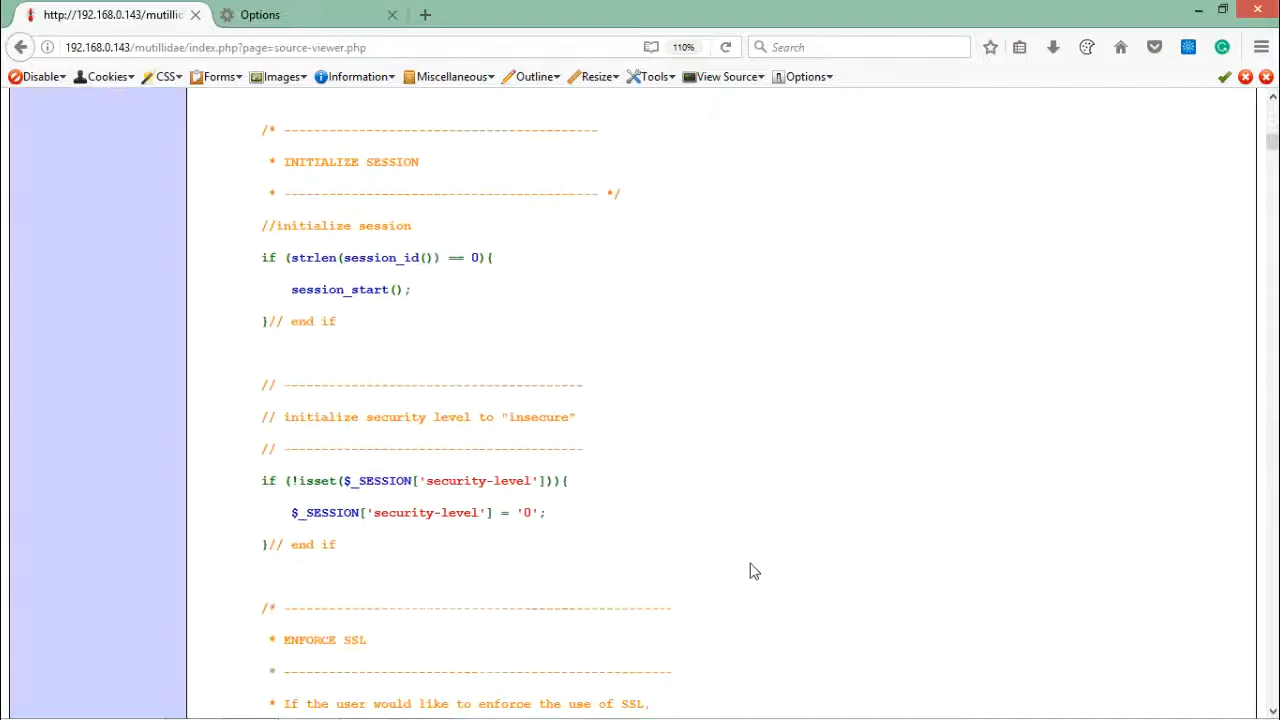 http://192.168.0.143/mutillic
Options
192.168.0.143/mutillidae/index.php?page=source-viewer.php
110%
Search
Disable
Cookies
CSS
Forms
Images
Information
Miscellaneous
Outline
Resize
Tools
View Source
Options
/* ------------------------------------------
* INITIALIZE SESSION
* ------------------------------------------ */
//initialize session
if (strlen(session_id()) == 0){
session_start();
}// end if
// ----------------------------------------
// initialize security level to "insecure"
// ----------------------------------------
if (!isset($_SESSION['security-level'])){
$_SESSION['security-level'] = '0';
}// end if
/* ----------------------------------------------------
* ENFORCE SSL
* ----------------------------------------------------
* If the user would like to enforce the use of SSL,